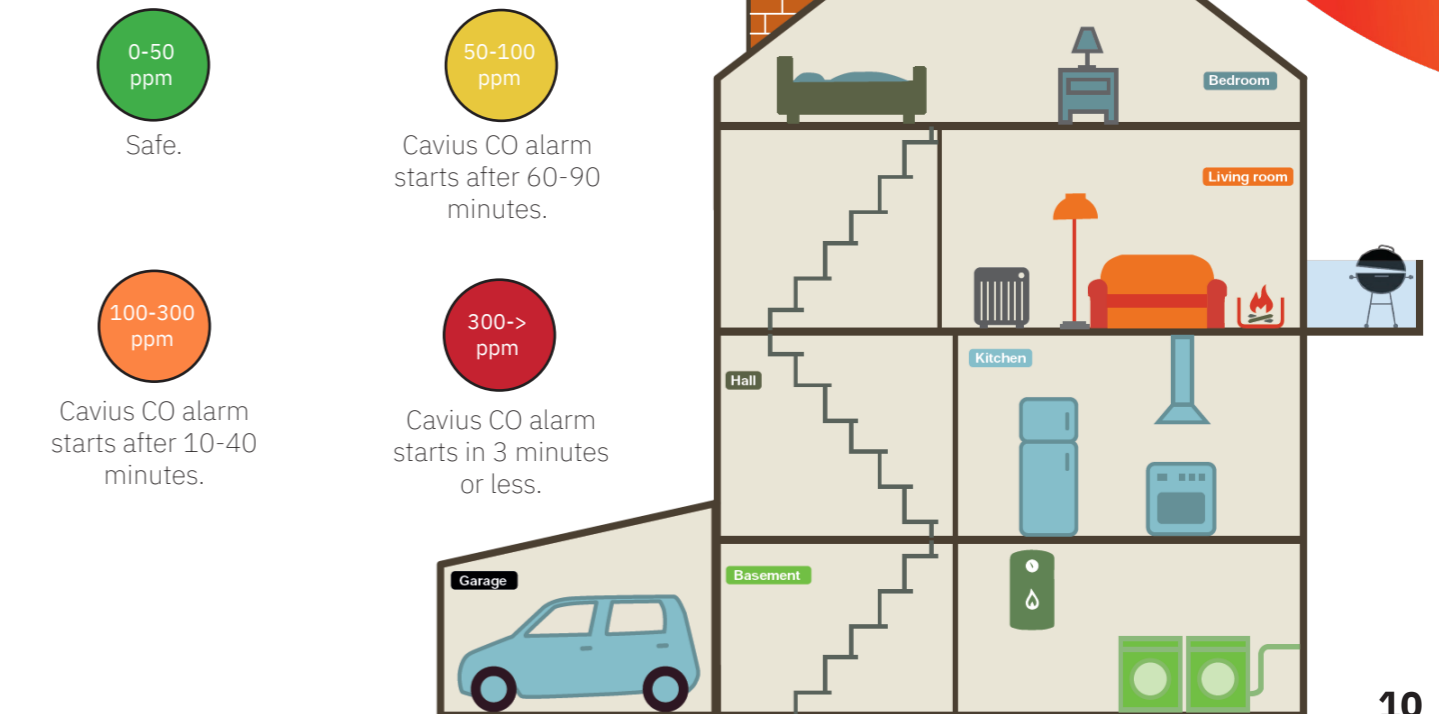 0-50
ppm
Safe.
50-100
ppm
Cavius CO alarm
starts after 60-90
minutes.
100-300
ppm
Cavius CO alarm
starts after 10-40
minutes.
300->
ppm
Cavius CO alarm
starts in 3 minutes
or less.
Bedroom
Living room
Hall
Kitchen
Garage
Basement
10